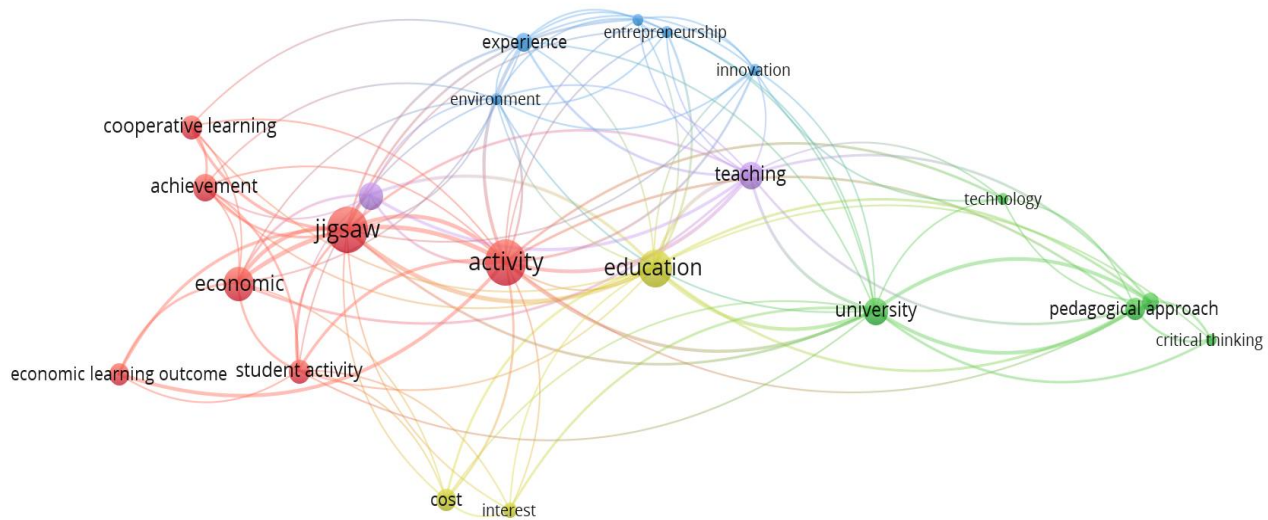 entrepreneurship
experience
innovation
environment
cooperative learning
teaching
achievement
technology
jigsaw
activity
education
economic
pedagogical approach
university
critical thinking
student activity
economic learning outcome
cost
interest